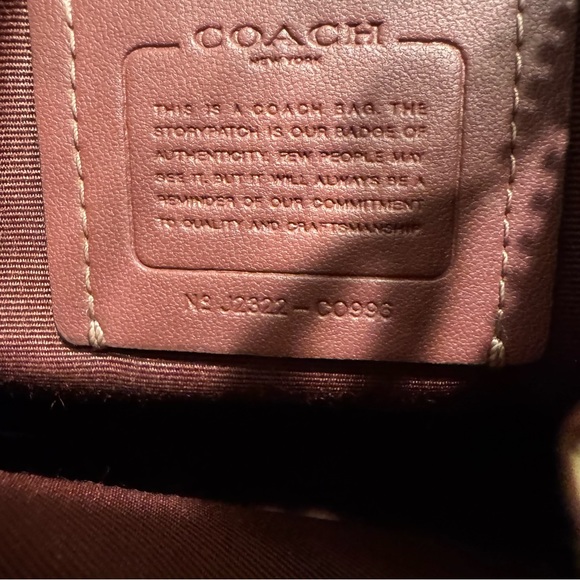 COACH
NEW YORK
THIS IS A COACH BAG. THE
STORYPATCH IS OUR BADGE OF
AUTHENTICITY. FEW PEOPLE MAY
SEE IT, BUT IT WILL ALWAYS BE A
REMINDER OF OUR COMMITMENT
TO QUALITY AND CRAFTSMANSHIP
Nº J2322-CO996